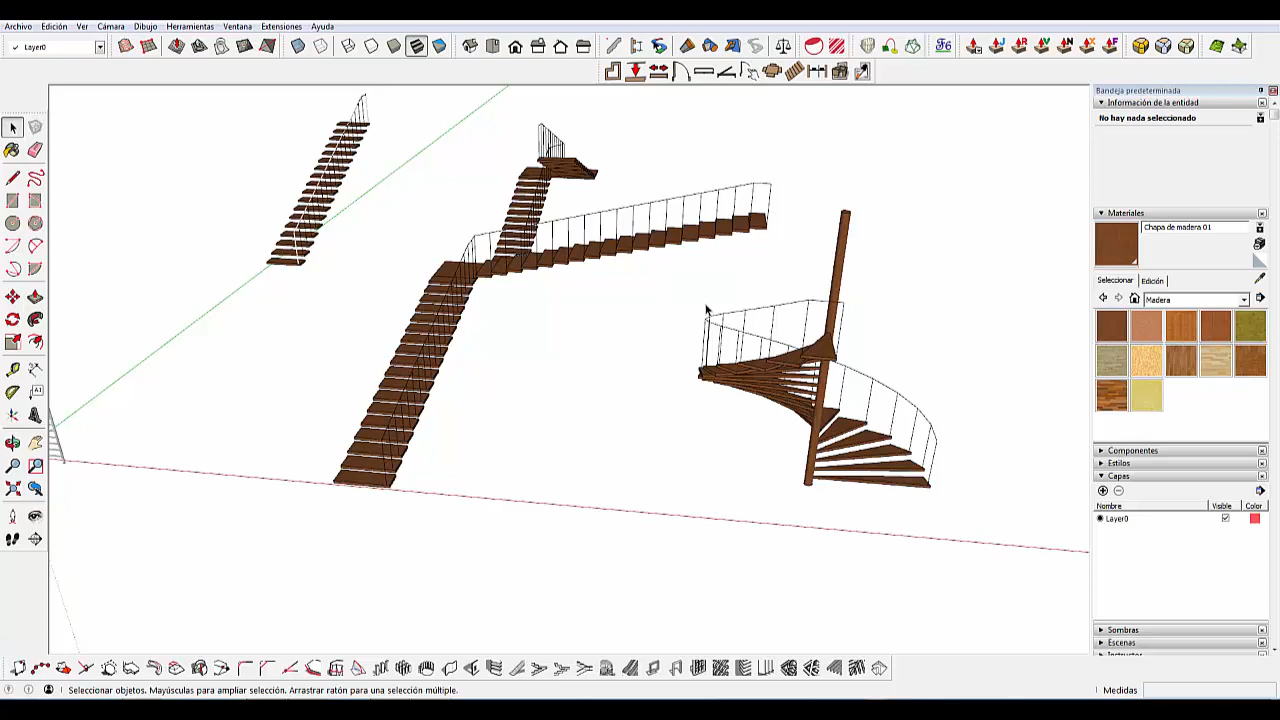 Archivo Edición Ver Cámara Dibujo Herramientas Ventana Extensiones Ayuda
Layer0
Bandeja predeterminada
Información de la entidad
No hay nada seleccionado
Materiales
Chapa de madera 01
Seleccionar Edición
Madera
Componentes
Estilos
Capas
Nombre Visible Color
Layer0
Sombras
Escenas
Seleccionar objetos. Mayúsculas para ampliar selección. Arrastrar ratón para una selección múltiple.
Medidas